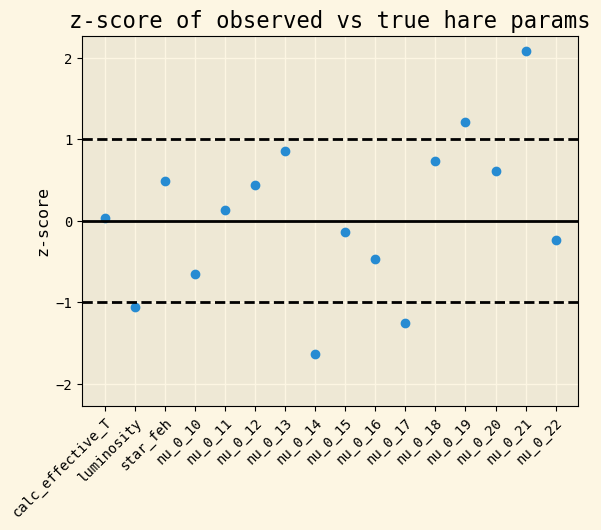 z-score of observed vs true hare params
z-score
2
1
0
−1
−2
calc_effective_T
luminosity
star_feh
nu_0_10
nu_0_11
nu_0_12
nu_0_13
nu_0_14
nu_0_15
nu_0_16
nu_0_17
nu_0_18
nu_0_19
nu_0_20
nu_0_21
nu_0_22